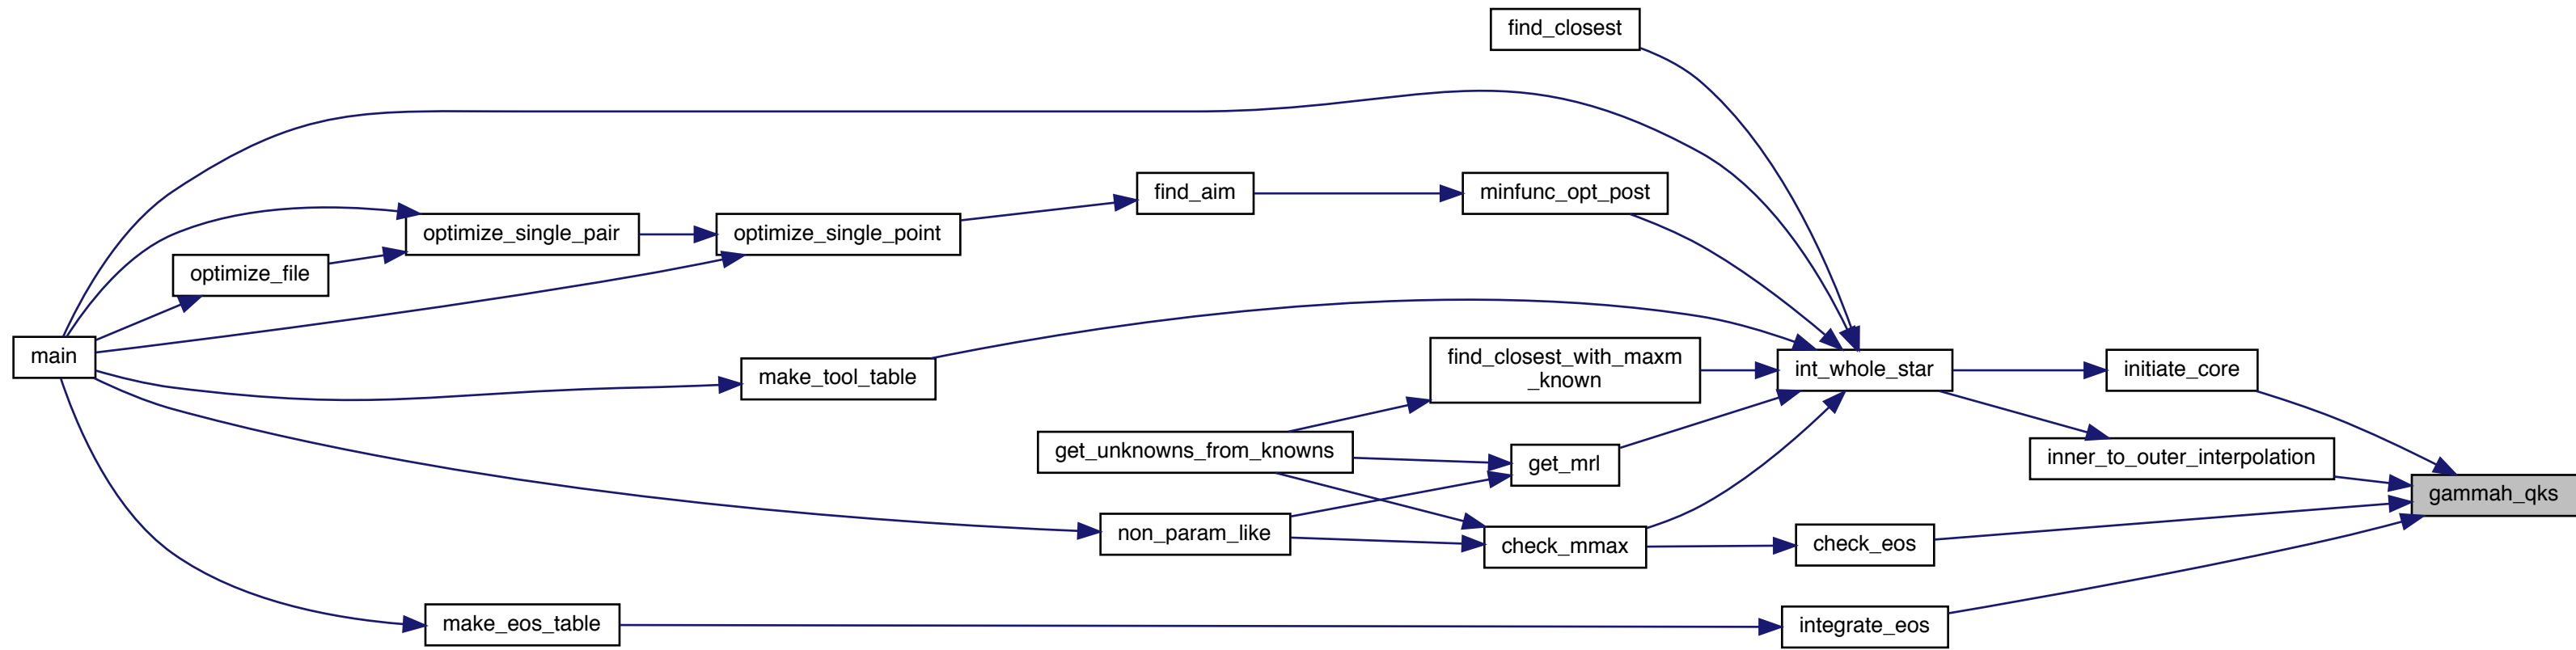 find_closest
find_aim
minfunc_opt_post
optimize_single_pair
optimize_single_point
optimize_file
main
make_tool_table
find_closest_with_maxm
_known
int_whole_star
initiate_core
get_unknowns_from_knowns
get_mrl
inner_to_outer_interpolation
gammah_qks
non_param_like
check_mmax
check_eos
make_eos_table
integrate_eos